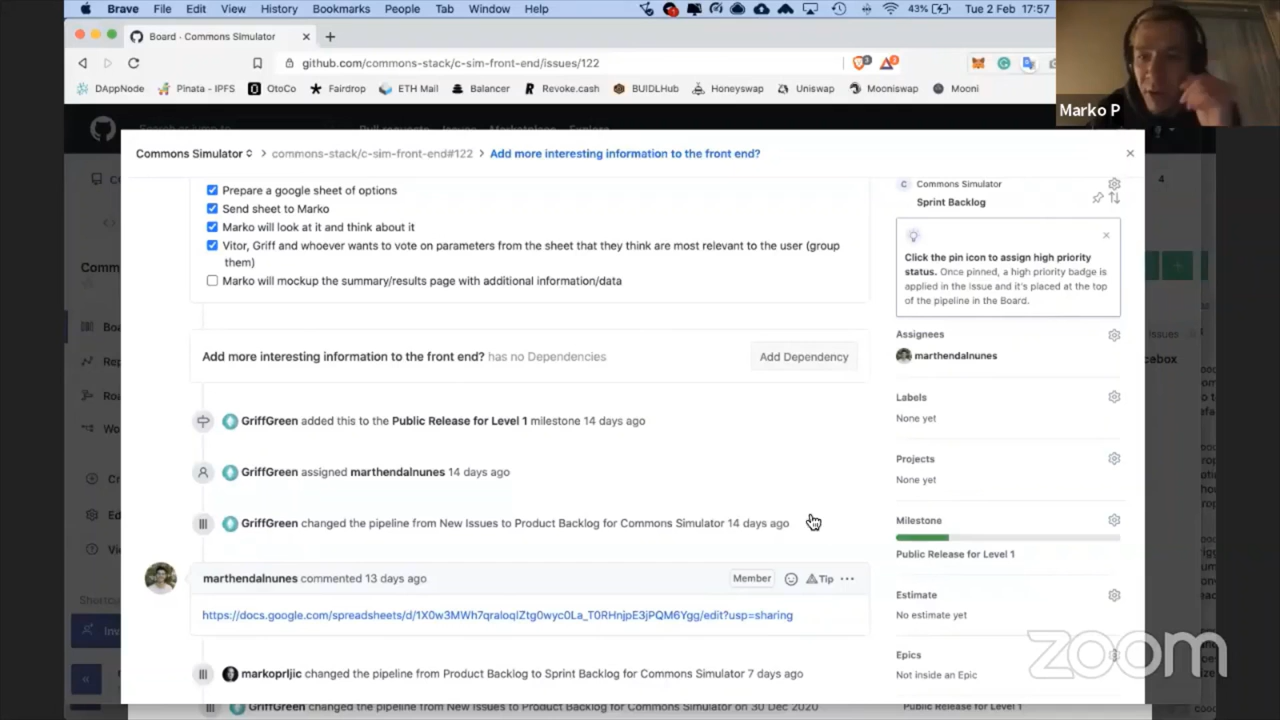 Brave File Edit View History Bookmarks People Tab Window Help
43% Tue 2 Feb 17:57
Board - Commons Simulator
github.com/commons-stack/c-sim-front-end/issues/122
DAppNode Pinata - IPFS OtoCo Fairdrop ETH Mail Balancer Revoke.cash BUIDLHub Honeyswap Uniswap Mooniswap Mooni
Marko P
Commons Simulator > commons-stack/c-sim-front-end#122 > Add more interesting information to the front end?
Prepare a google sheet of options
Send sheet to Marko
Marko will look at it and think about it
Vitor, Griff and whoever wants to vote on parameters from the sheet that they think are most relevant to the user (group
them)
Marko will mockup the summary/results page with additional information/data
Add more interesting information to the front end? has no Dependencies
Add Dependency
GriffGreen added this to the Public Release for Level 1 milestone 14 days ago
GriffGreen assigned marthendalnunes 14 days ago
GriffGreen changed the pipeline from New Issues to Product Backlog for Commons Simulator 14 days ago
marthendalnunes commented 13 days ago
Member Tip
https://docs.google.com/spreadsheets/d/1X0w3MWh7qraloqIZtg0wyc0La_T0RHnjpE3jPQM6Ygg/edit?usp=sharing
markoprljic changed the pipeline from Product Backlog to Sprint Backlog for Commons Simulator 7 days ago
GriffGreen changed the pipeline from New Issues to Product Backlog for Commons Simulator on 30 Dec 2020
C Commons Simulator
Sprint Backlog
Click the pin icon to assign high priority
status. Once pinned, a high priority badge is
applied in the Issue and it's placed at the top
of the pipeline in the Board.
Assignees
marthendalnunes
Labels
None yet
Projects
None yet
Milestone
Public Release for Level 1
Estimate
No estimate yet
Epics
Not inside an Epic
Public Release for Level 1
zoom